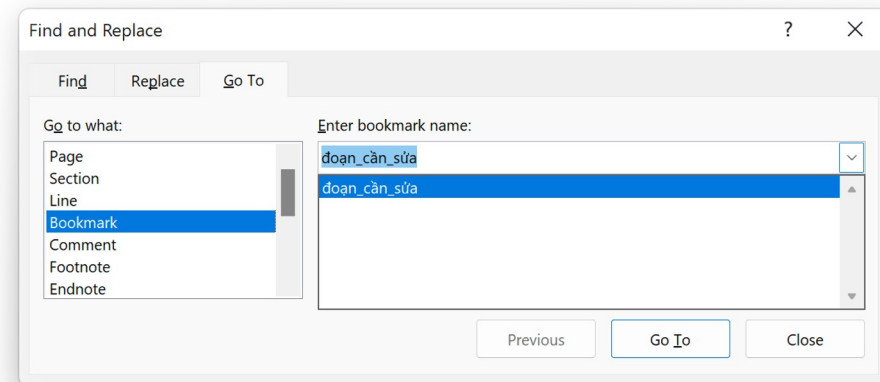 Find and Replace
?
Find
Replace
Go To
Go to what:
Page
Section
Line
Bookmark
Comment
Footnote
Endnote
Enter bookmark name:
đoạn_cần_sửa
đoạn_cần_sửa
Previous
Go To
Close